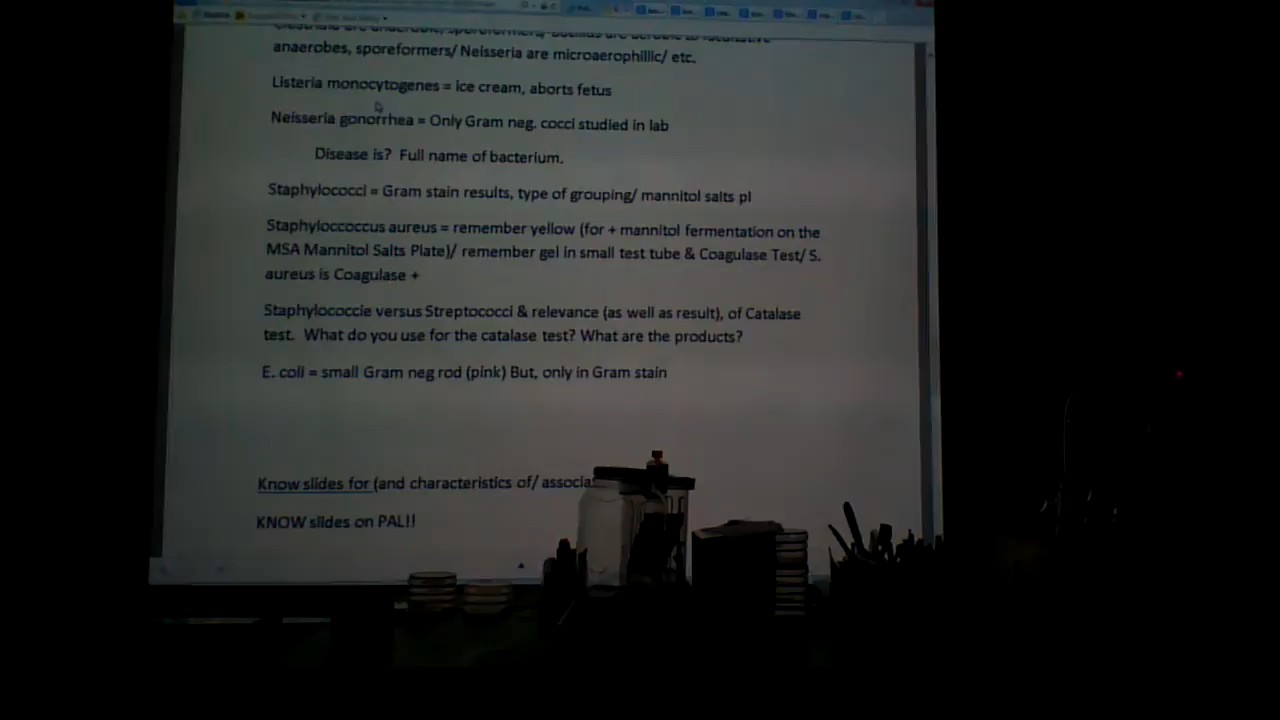 anaerobes, sporeformers/ Neisseria are microaerophillic/ etc.
Listeria monocytogenes = ice cream, aborts fetus
Neisseria gonorrhea = Only Gram neg. cocci studied in lab
Disease is? Full name of bacterium.
Staphylococci = Gram stain results, type of grouping/ mannitol salts pl
Staphyloccoccus aureus = remember yellow (for + mannitol fermentation on the
MSA Mannitol Salts Plate)/ remember gel in small test tube & Coagulase Test/ S.
aureus is Coagulase +
Staphylococcie versus Streptococci & relevance (as well as result), of Catalase
test. What do you use for the catalase test? What are the products?
E. coli = small Gram neg rod (pink) But, only in Gram stain
Know slides for (and characteristics of/ associa
KNOW slides on PAL!!